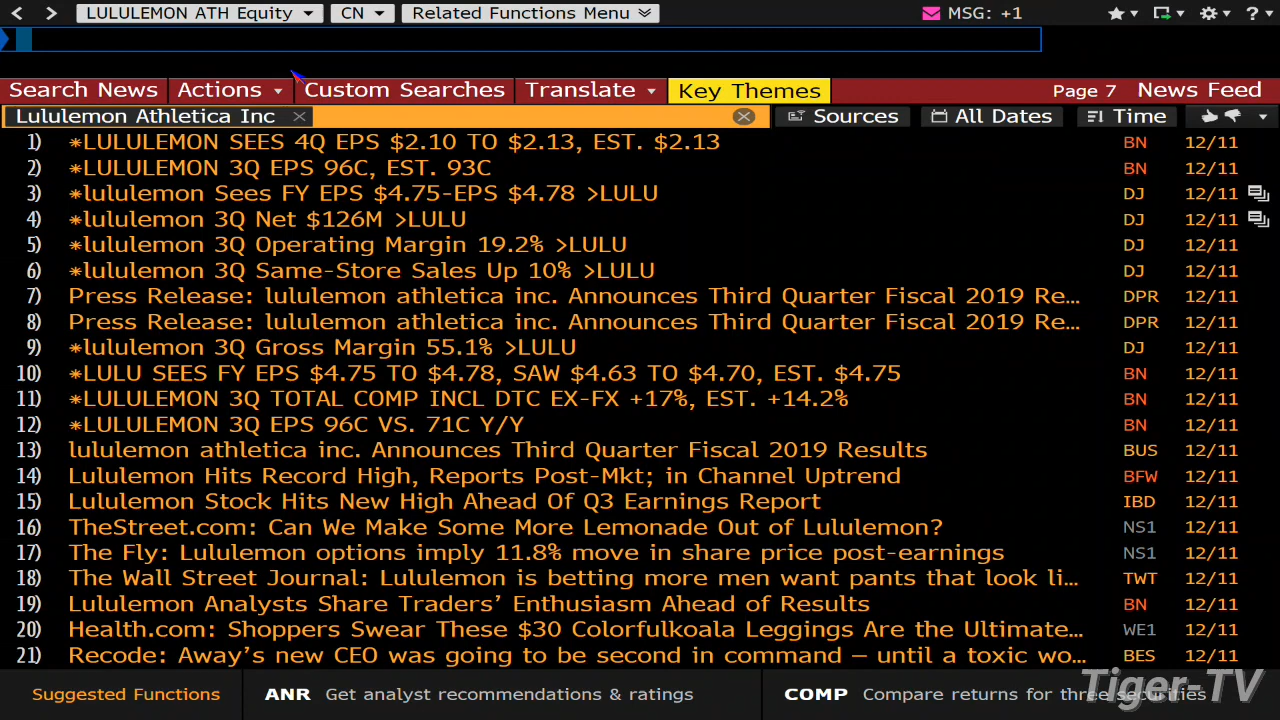 LULULEMON ATH Equity CN Related Functions Menu MSG: +1 ?
Search News Actions Custom Searches Translate Key Themes Page 7 News Feed
Lululemon Athletica Inc Sources All Dates Time
1) *LULULEMON SEES 4Q EPS $2.10 TO $2.13, EST. $2.13 BN 12/11
2) *LULULEMON 3Q EPS 96C, EST. 93C BN 12/11
3) *lululemon Sees FY EPS $4.75-EPS $4.78 >LULU DJ 12/11
4) *lululemon 3Q Net $126M >LULU DJ 12/11
5) *lululemon 3Q Operating Margin 19.2% >LULU DJ 12/11
6) *lululemon 3Q Same-Store Sales Up 10% >LULU DJ 12/11
7) Press Release: lululemon athletica inc. Announces Third Quarter Fiscal 2019 Re... DPR 12/11
8) Press Release: lululemon athletica inc. Announces Third Quarter Fiscal 2019 Re... DPR 12/11
9) *lululemon 3Q Gross Margin 55.1% >LULU DJ 12/11
10) *LULU SEES FY EPS $4.75 TO $4.78, SAW $4.63 TO $4.70, EST. $4.75 BN 12/11
11) *LULULEMON 3Q TOTAL COMP INCL DTC EX-FX +17%, EST. +14.2% BN 12/11
12) *LULULEMON 3Q EPS 96C VS. 71C Y/Y BN 12/11
13) lululemon athletica inc. Announces Third Quarter Fiscal 2019 Results BUS 12/11
14) Lululemon Hits Record High, Reports Post-Mkt; in Channel Uptrend BFW 12/11
15) Lululemon Stock Hits New High Ahead Of Q3 Earnings Report IBD 12/11
16) TheStreet.com: Can We Make Some More Lemonade Out of Lululemon? NS1 12/11
17) The Fly: Lululemon options imply 11.8% move in share price post-earnings NS1 12/11
18) The Wall Street Journal: Lululemon is betting more men want pants that look li... TWT 12/11
19) Lululemon Analysts Share Traders’ Enthusiasm Ahead of Results BN 12/11
20) Health.com: Shoppers Swear These $30 Colorfulkoala Leggings Are the Ultimate... WE1 12/11
21) Recode: Away’s new CEO was going to be second in command — until a toxic wo... BES 12/11
Suggested Functions ANR Get analyst recommendations & ratings COMP Compare returns for three securities
Tiger-TV